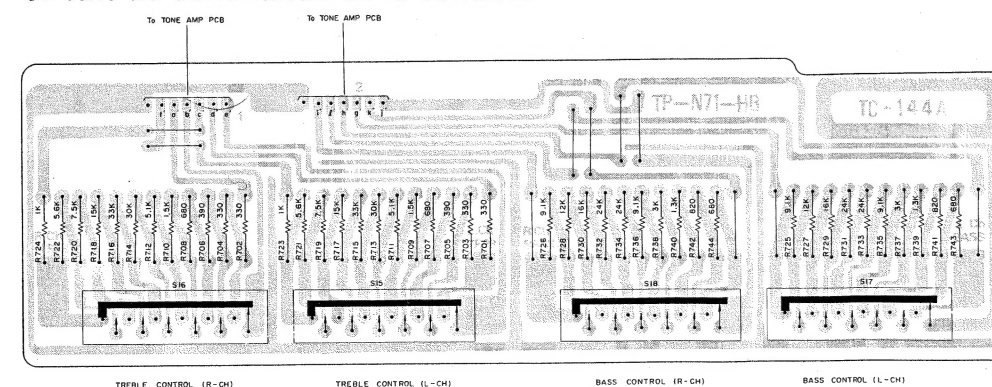 To TONE AMP PCB
To TONE AMP PCB
1
2
f a b c d e
i l h g k j
TP-N71-HB
TC-144A
1K 5.6K 7.5K 15K 33K 30K 5.1K 1.5K 680 390 330 330
R724 R722 R720 R718 R716 R714 R712 R710 R708 R706 R704 R702
S16
1K 5.6K 7.5K 15K 33K 30K 5.1K 1.5K 680 390 330 330
R723 R721 R719 R717 R715 R713 R711 R709 R707 R705 R703 R701
S15
9.1K 12K 16K 24K 24K 9.1K 3K 1.3K 820 680
R726 R728 R730 R732 R734 R736 R738 R740 R742 R744
S18
9.1K 12K 16K 24K 24K 9.1K 3K 1.3K 820 680
R725 R727 R729 R731 R733 R735 R737 R739 R741 R743
S17
TREBLE CONTROL (R-CH)
TREBLE CONTROL (L-CH)
BASS CONTROL (R-CH)
BASS CONTROL (L-CH)